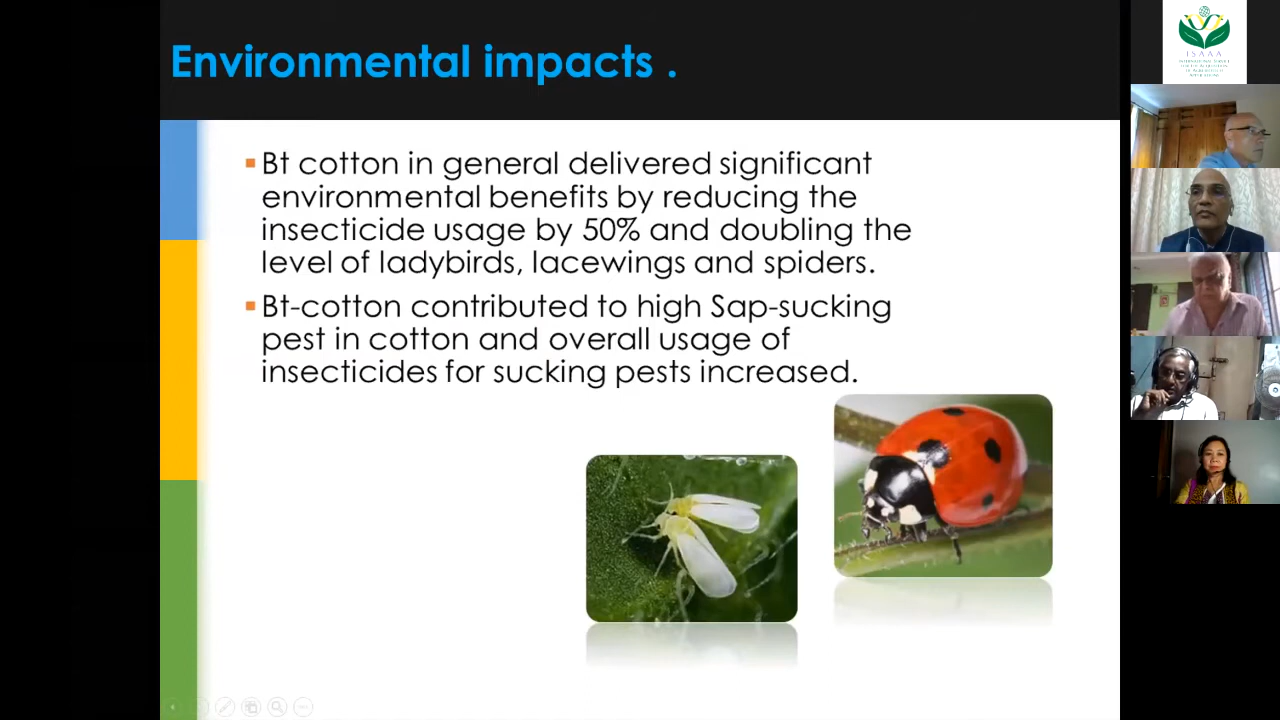 Environmental impacts .
Bt cotton in general delivered significant
environmental benefits by reducing the
insecticide usage by 50% and doubling the
level of ladybirds, lacewings and spiders.
Bt-cotton contributed to high Sap-sucking
pest in cotton and overall usage of
insecticides for sucking pests increased.
ISAAA